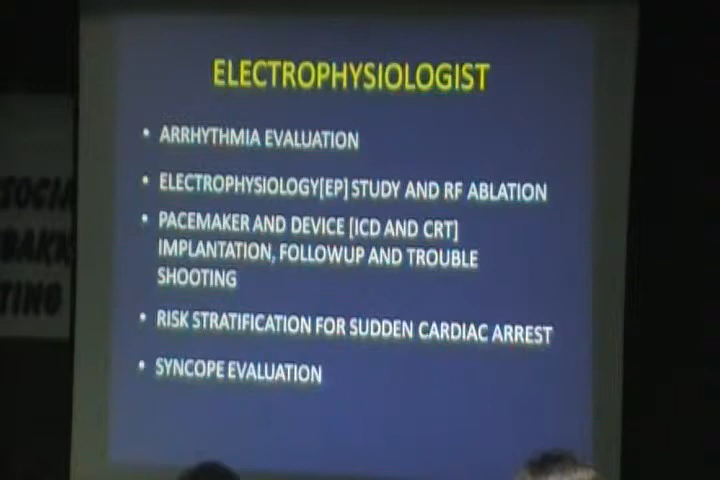 ELECTROPHYSIOLOGIST
• ARRHYTHMIA EVALUATION
• ELECTROPHYSIOLOGY[EP] STUDY AND RF ABLATION
• PACEMAKER AND DEVICE [ICD AND CRT]
IMPLANTATION, FOLLOWUP AND TROUBLE
SHOOTING
• RISK STRATIFICATION FOR SUDDEN CARDIAC ARREST
• SYNCOPE EVALUATION